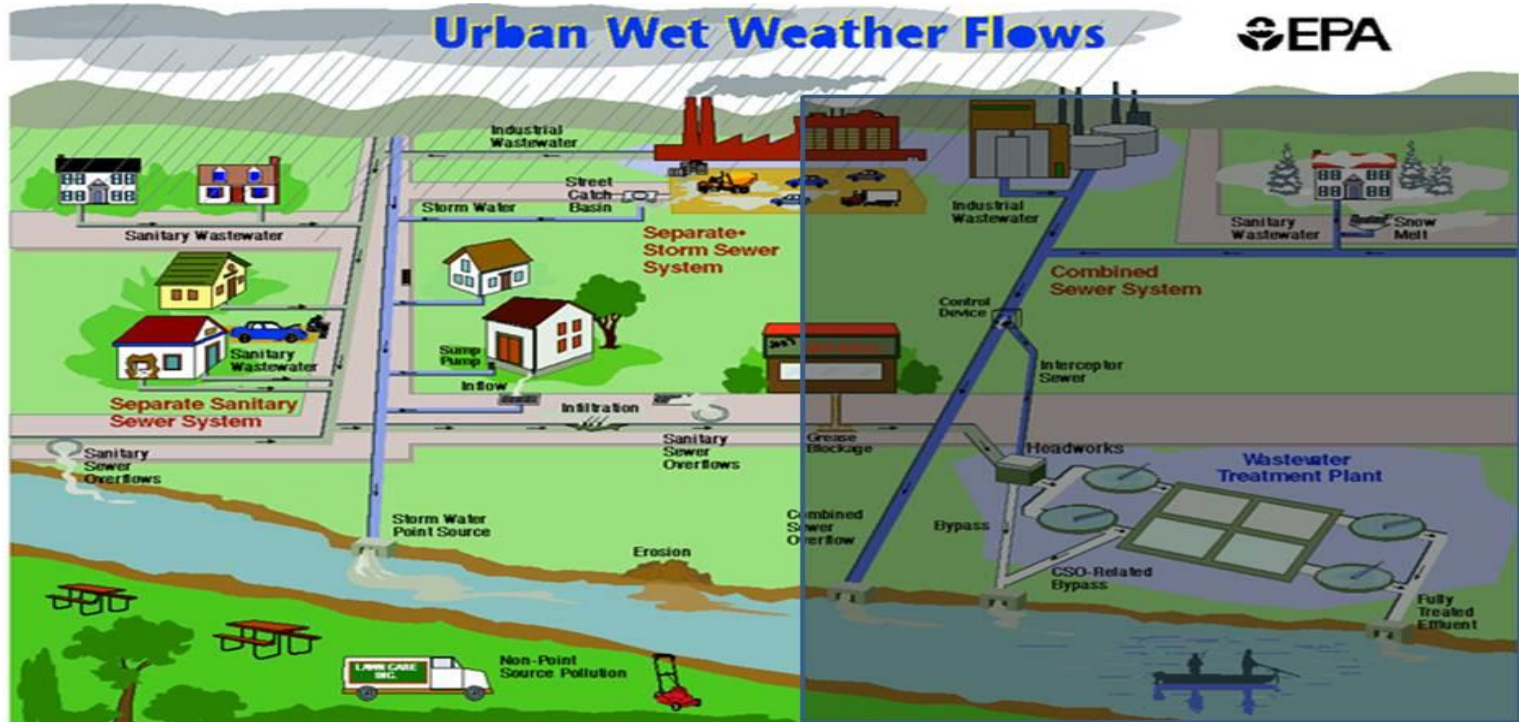 Urban Wet Weather Flows
EPA
Industrial
Wastewater
Street
Catch
Basin
Storm Water
Sanitary Wastewater
Separate•
Storm Sewer
System
Industrial
Wastewater
Sanitary
Wastewater
Snow
Melt
Combined
Sewer System
Control
Device
Sump
Pump
Sanitary
Wastewater
Inflow
Interceptor
Sewer
Separate Sanitary
Sewer System
Infiltration
Sanitary
Sewer
Overflows
Sanitary
Sewer
Overflows
Grease
Blockage
Headworks
Wastewater
Treatment Plant
Storm Water
Point Source
Combined
Sewer
Overflow
Bypass
Erosion
CSO-Related
Bypass
Fully
Treated
Effluent
LAWN CARE
INC.
Non-Point
Source Pollution